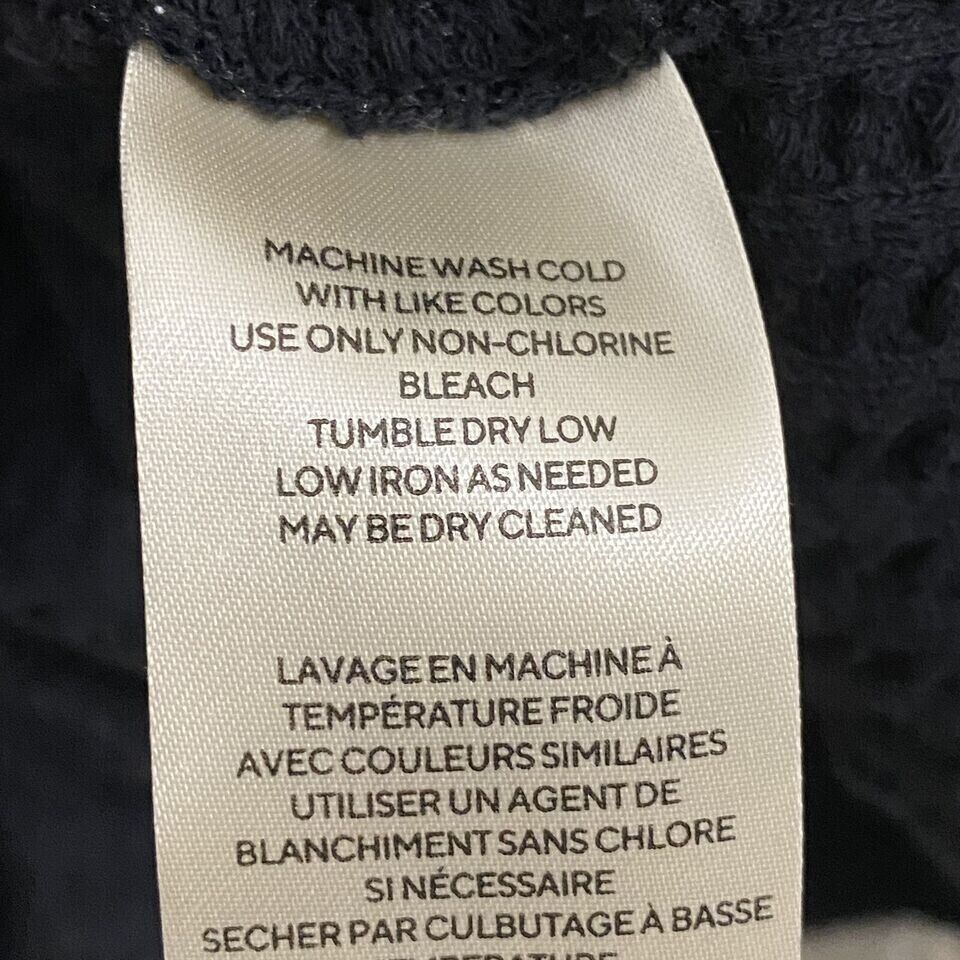 MACHINE WASH COLD
WITH LIKE COLORS
USE ONLY NON-CHLORINE
BLEACH
TUMBLE DRY LOW
LOW IRON AS NEEDED
MAY BE DRY CLEANED
LAVAGE EN MACHINE À
TEMPÉRATURE FROIDE
AVEC COULEURS SIMILAIRES
UTILISER UN AGENT DE
BLANCHIMENT SANS CHLORE
SI NÉCESSAIRE
SECHER PAR CULBUTAGE À BASSE